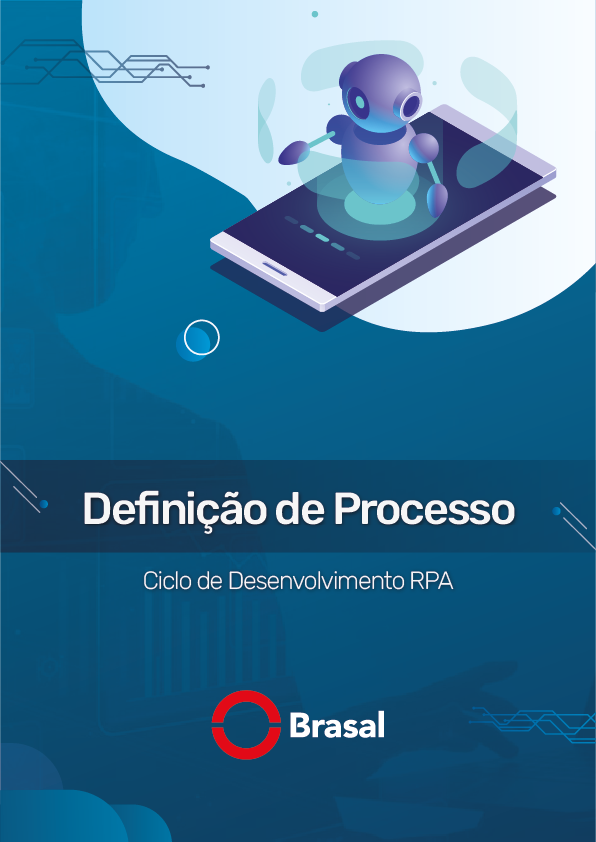 Definição de Processo
Ciclo de Desenvolvimento RPA
Brasal